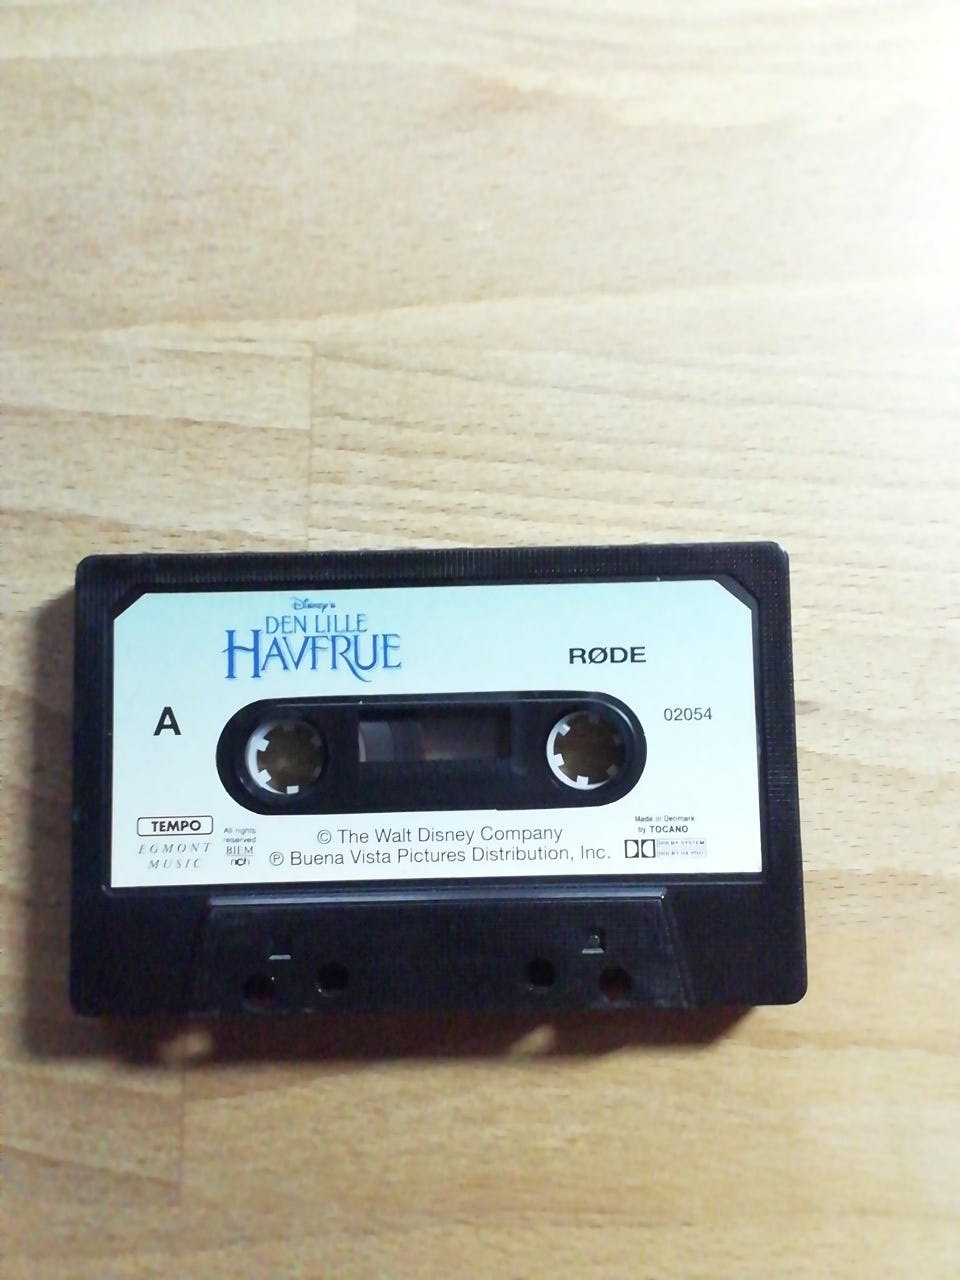 Disney's
DEN LILLE
HAVFRUE
RØDE
A
02054
TEMPO
EGMONT
MUSIC
All rights
reserved
BIEM
ncb
© The Walt Disney Company
℗ Buena Vista Pictures Distribution, Inc.
Made in Denmark
by TOCANO